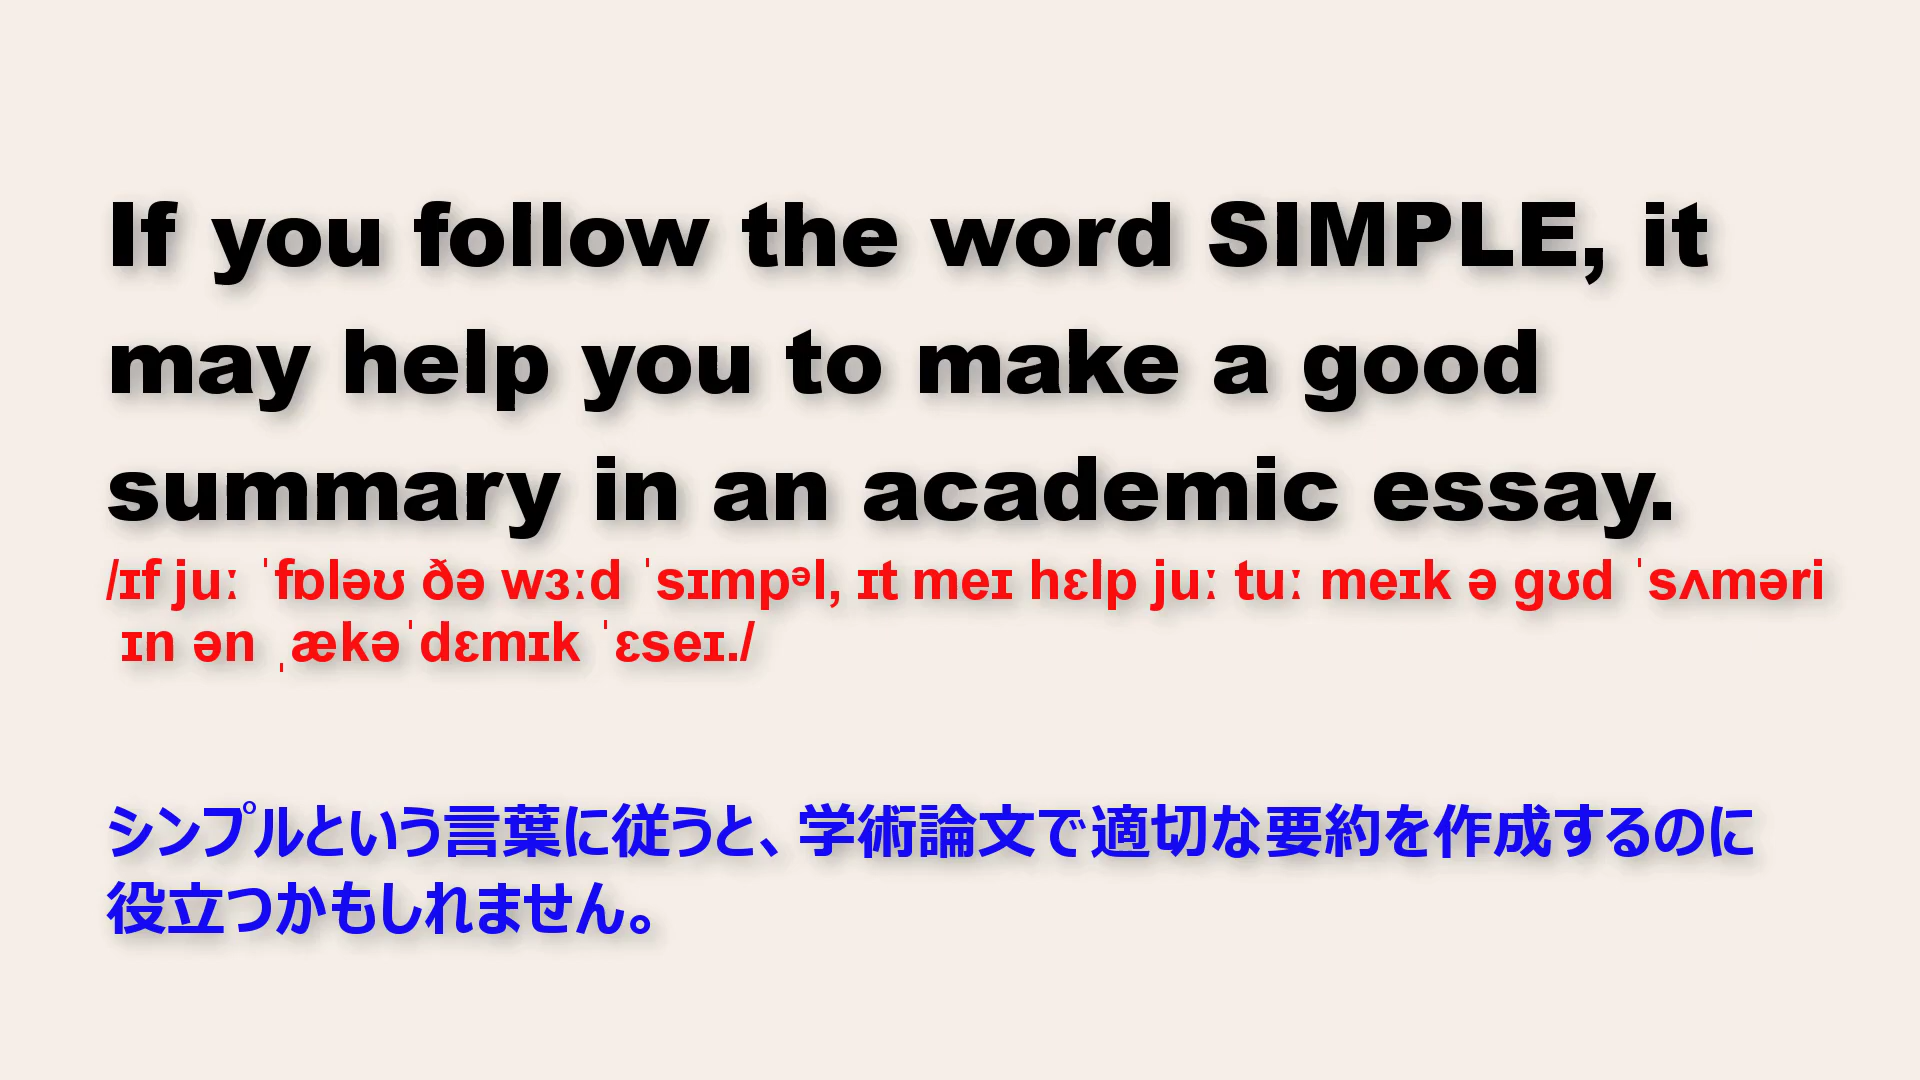 If you follow the word SIMPLE, it
may help you to make a good
summary in an academic essay.
/ɪf juː ˈfɒləʊ ðə wɜːd ˈsɪmpᵊl, ɪt meɪ hɛlp juː tuː meɪk ə gʊd ˈsʌməri
ɪn ən ˌækəˈdɛmɪk ˈɛseɪ./
シンプルという言葉に従うと、学術論文で適切な要約を作成するのに
役立つかもしれません。